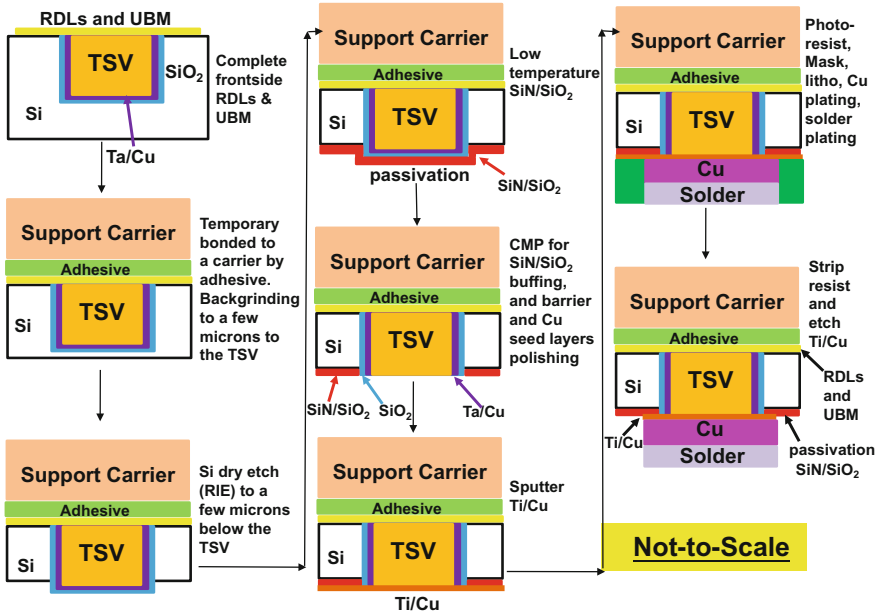 RDLs and UBM
TSV
SiO2
Si
Ta/Cu
Complete
frontside
RDLs &
UBM
Support Carrier
Adhesive
Si
TSV
Temporary
bonded to
a carrier by
adhesive.
Backgrinding
to a few
microns to
the TSV
Support Carrier
Adhesive
Si
TSV
Si dry etch
(RIE) to a
few microns
below the
TSV
Support Carrier
Adhesive
Si
TSV
passivation
SiN/SiO2
Low
temperature
SiN/SiO2
Support Carrier
Adhesive
Si
TSV
SiN/SiO2
SiO2
Ta/Cu
CMP for
SiN/SiO2
buffing,
and barrier
and Cu
seed layers
polishing
Support Carrier
Adhesive
Si
TSV
Ti/Cu
Sputter
Ti/Cu
Support Carrier
Adhesive
Si
TSV
Cu
Solder
Photo-
resist,
Mask,
litho, Cu
plating,
solder
plating
Support Carrier
Adhesive
Si
TSV
Ti/Cu
Cu
Solder
Strip
resist
and
etch
Ti/Cu
RDLs
and
UBM
passivation
SiN/SiO2
Not-to-Scale